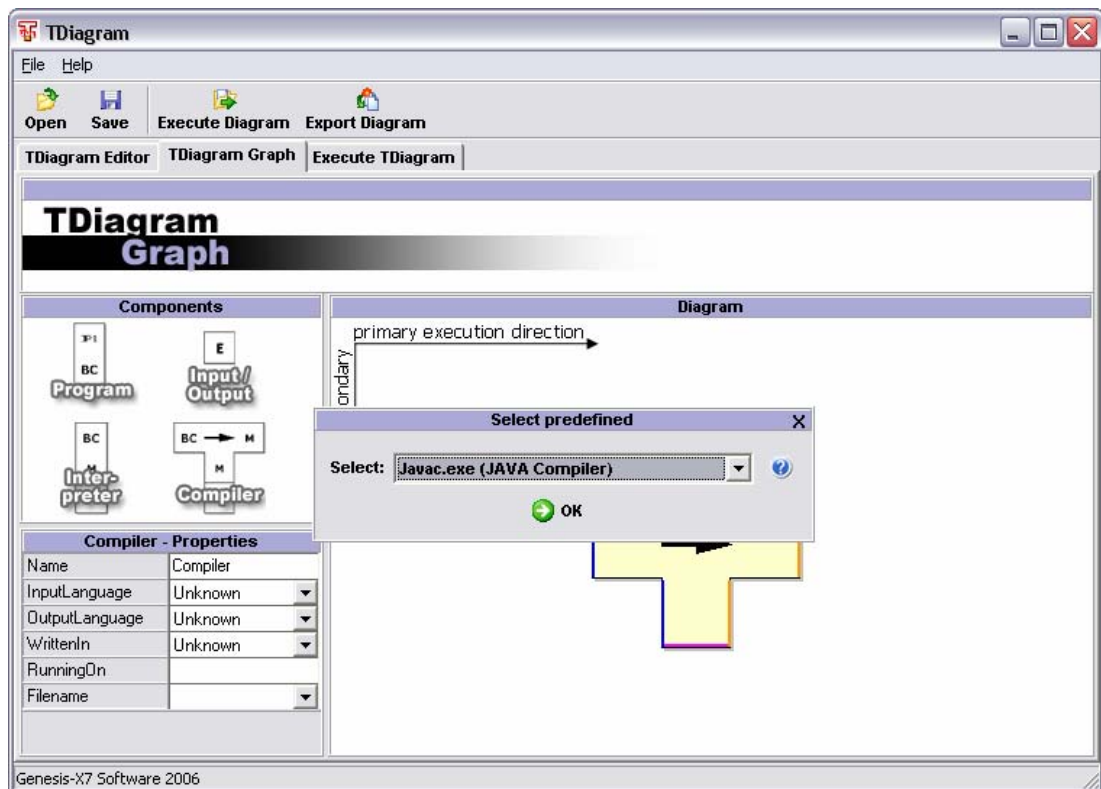 TDiagram
File Help
Open Save Execute Diagram Export Diagram
TDiagram Editor TDiagram Graph Execute TDiagram
TDiagram
Graph
Components
Diagram
JP1
BC
Program
E
Input/
Output
BC
M
Inter-
preter
BC M
M
Compiler
primary execution direction
ondary
Select predefined X
Select: Javac.exe (JAVA Compiler)
OK
Compiler - Properties
Name Compiler
InputLanguage Unknown
OutputLanguage Unknown
WrittenIn Unknown
RunningOn
Filename
Genesis-X7 Software 2006